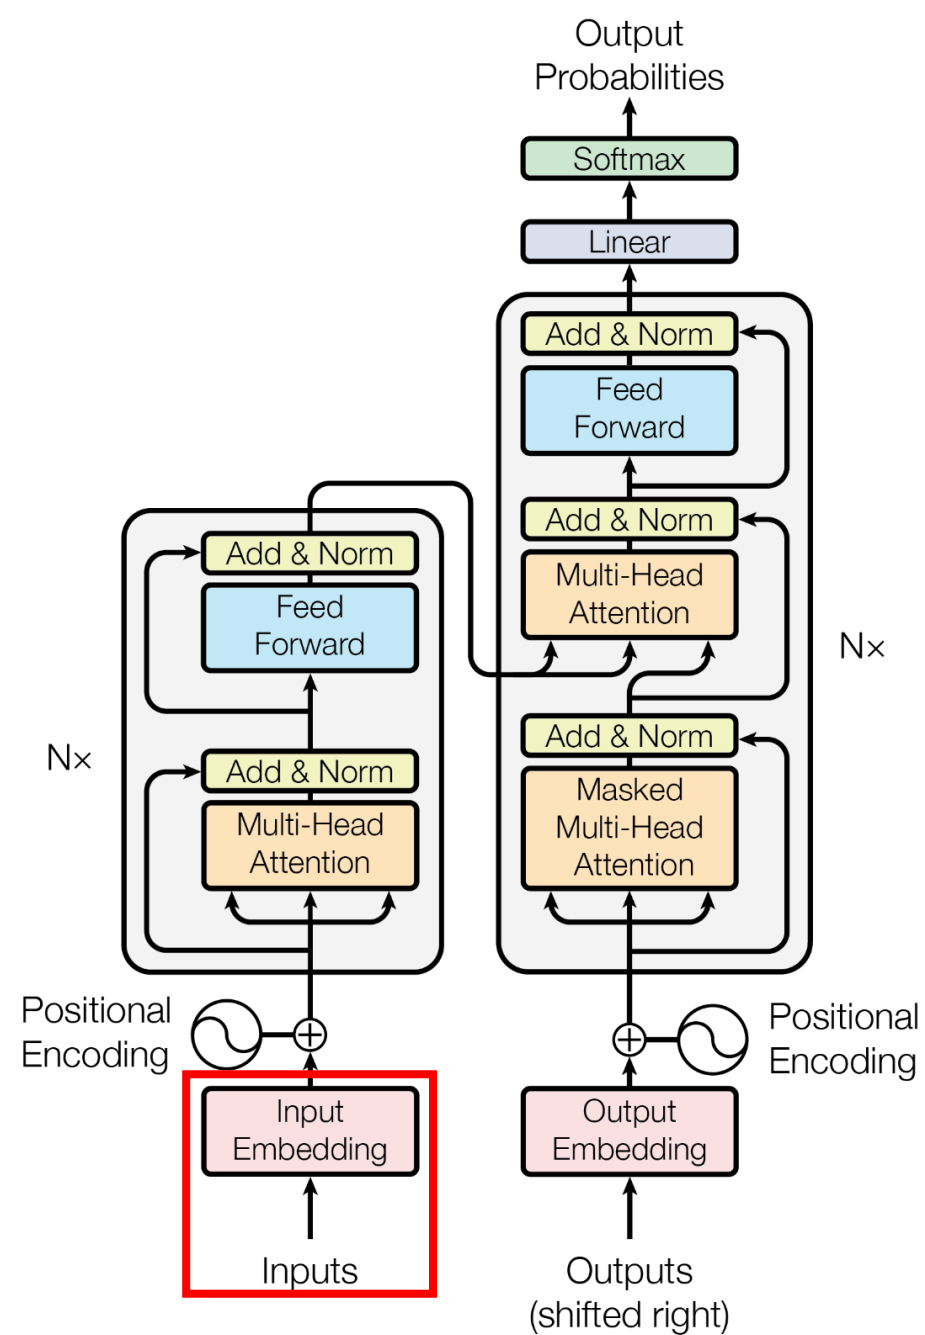 Output
Probabilities
Softmax
Linear
Add & Norm
Feed
Forward
Add & Norm
Multi-Head
Attention
Nx
Add & Norm
Masked
Multi-Head
Attention
Add & Norm
Feed
Forward
Nx
Add & Norm
Multi-Head
Attention
Positional
Encoding
Positional
Encoding
Input
Embedding
Output
Embedding
Inputs
Outputs
(shifted right)